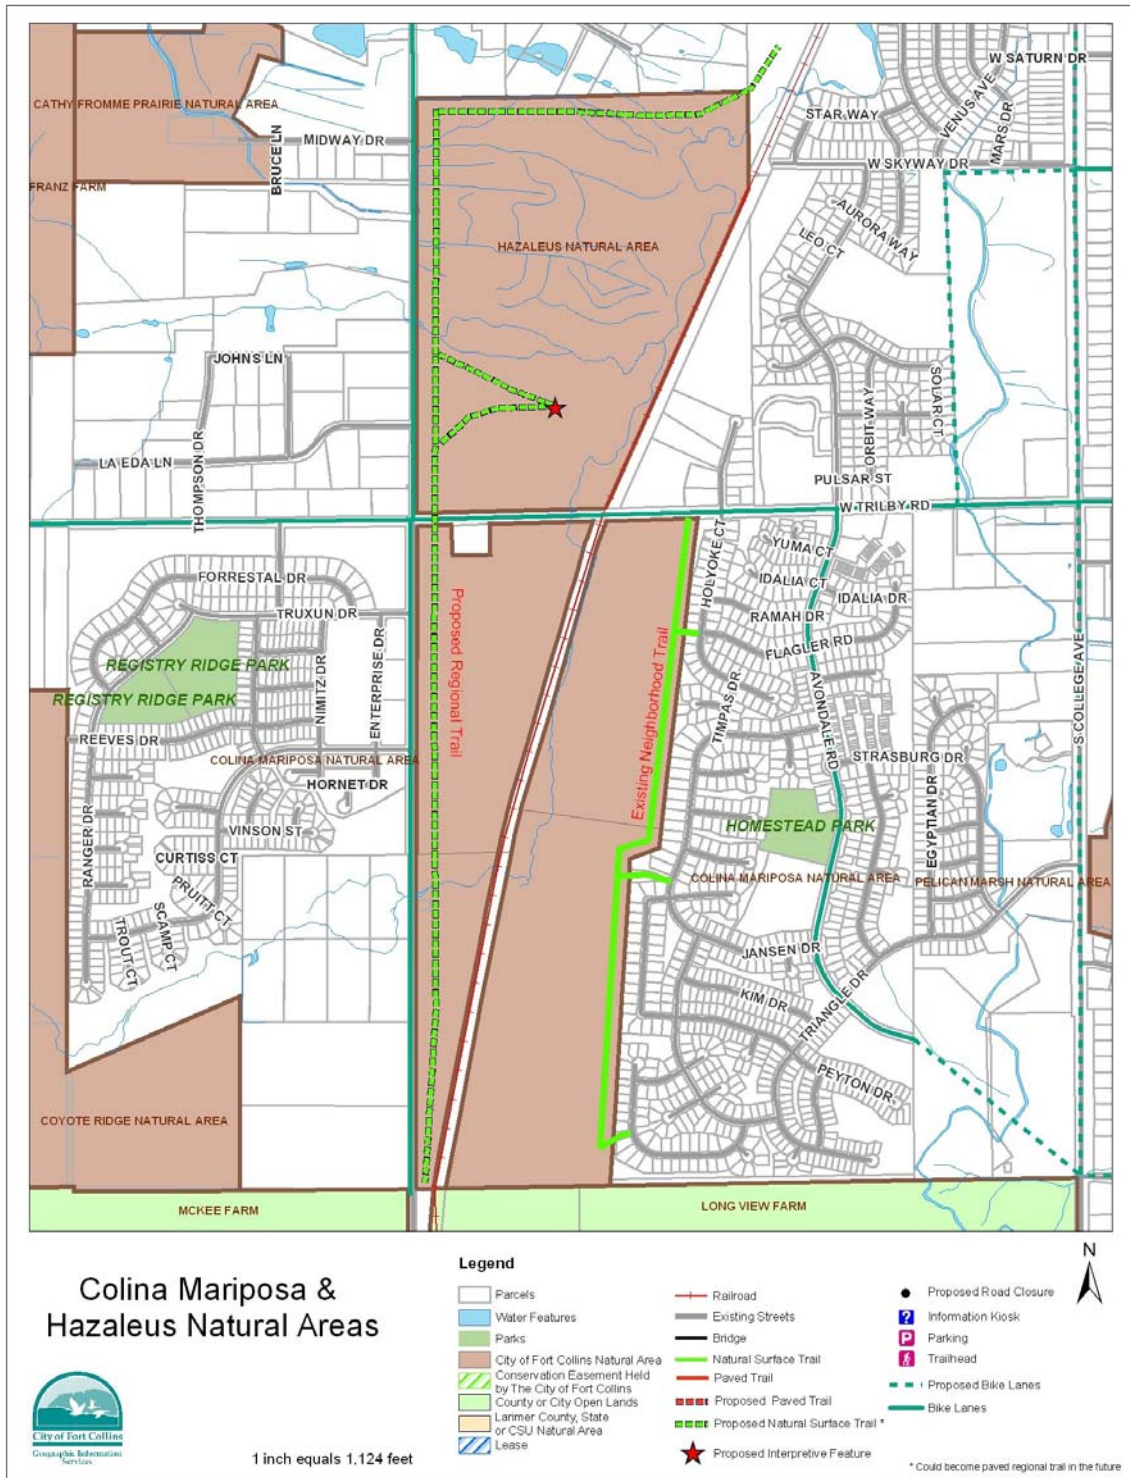 W SATURN DR
CATHY FROMME PRAIRIE NATURAL AREA
STAR WAY
VENUS AVE
MARS DR
MIDWAY DR
BRUCE LN
W SKYWAY DR
FRANZ FARM
AURORA WAY
LEO CT
HAZALEUS NATURAL AREA
JOHNS LN
SOLAR CT
ORBIT WAY
THOMPSON DR
LA EDA LN
PULSAR ST
W TRILBY RD
YUMA CT
HOLYOKE CT
FORRESTAL DR
IDALIA CT
IDALIA DR
TRUXUN DR
RAMAH DR
Proposed Regional Trail
Existing Neighborhood Trail
FLAGLER RD
REGISTRY RIDGE PARK
REGISTRY RIDGE PARK
NIMITZ DR
ENTERPRISE DR
TIMPAS DR
AVONDALE RD
S COLLEGE AVE
REEVES DR
COLINA MARIPOSA NATURAL AREA
STRASBURG DR
HORNET DR
EGYPTIAN DR
RANGER DR
VINSON ST
HOMESTEAD PARK
CURTISS CT
COLINA MARIPOSA NATURAL AREA
PELICAN MARSH NATURAL AREA
PRUITT CT
SCAMP CT
TROUT CT
JANSEN DR
KIM DR
TRIANGLE DR
PEYTON DR
COYOTE RIDGE NATURAL AREA
MCKEE FARM
LONG VIEW FARM
Colina Mariposa &
Hazaleus Natural Areas
City of Fort Collins
Geographic Information
Services
1 inch equals 1,124 feet
Legend
Parcels
Water Features
Parks
City of Fort Collins Natural Area
Conservation Easement Held
by The City of Fort Collins
County or City Open Lands
Larimer County, State
or CSU Natural Area
Lease
Railroad
Existing Streets
Bridge
Natural Surface Trail
Paved Trail
Proposed Paved Trail
Proposed Natural Surface Trail *
Proposed Interpretive Feature
N
Proposed Road Closure
? Information Kiosk
P Parking
Trailhead
Proposed Bike Lanes
Bike Lanes
* Could become paved regional trail in the future